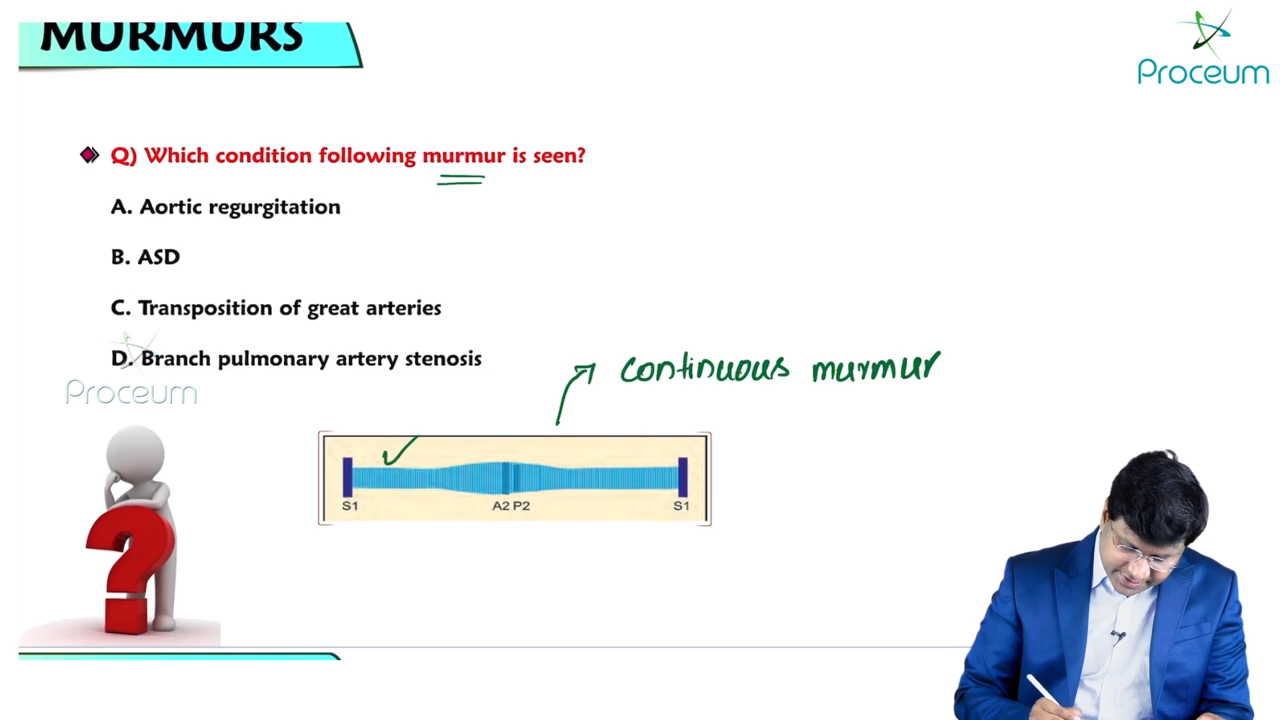 MURMURS
Proceum
Q) Which condition following murmur is seen?
A. Aortic regurgitation
B. ASD
C. Transposition of great arteries
D. Branch pulmonary artery stenosis
continuous murmur
Proceum
S1 A2 P2 S1